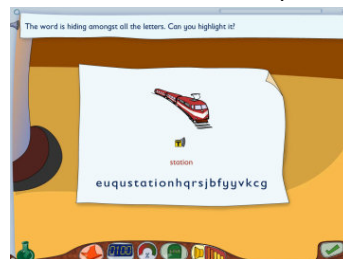 The word is hiding amongst all the letters. Can you highlight it?
station
euqustationhqrsjbfyyvkcg